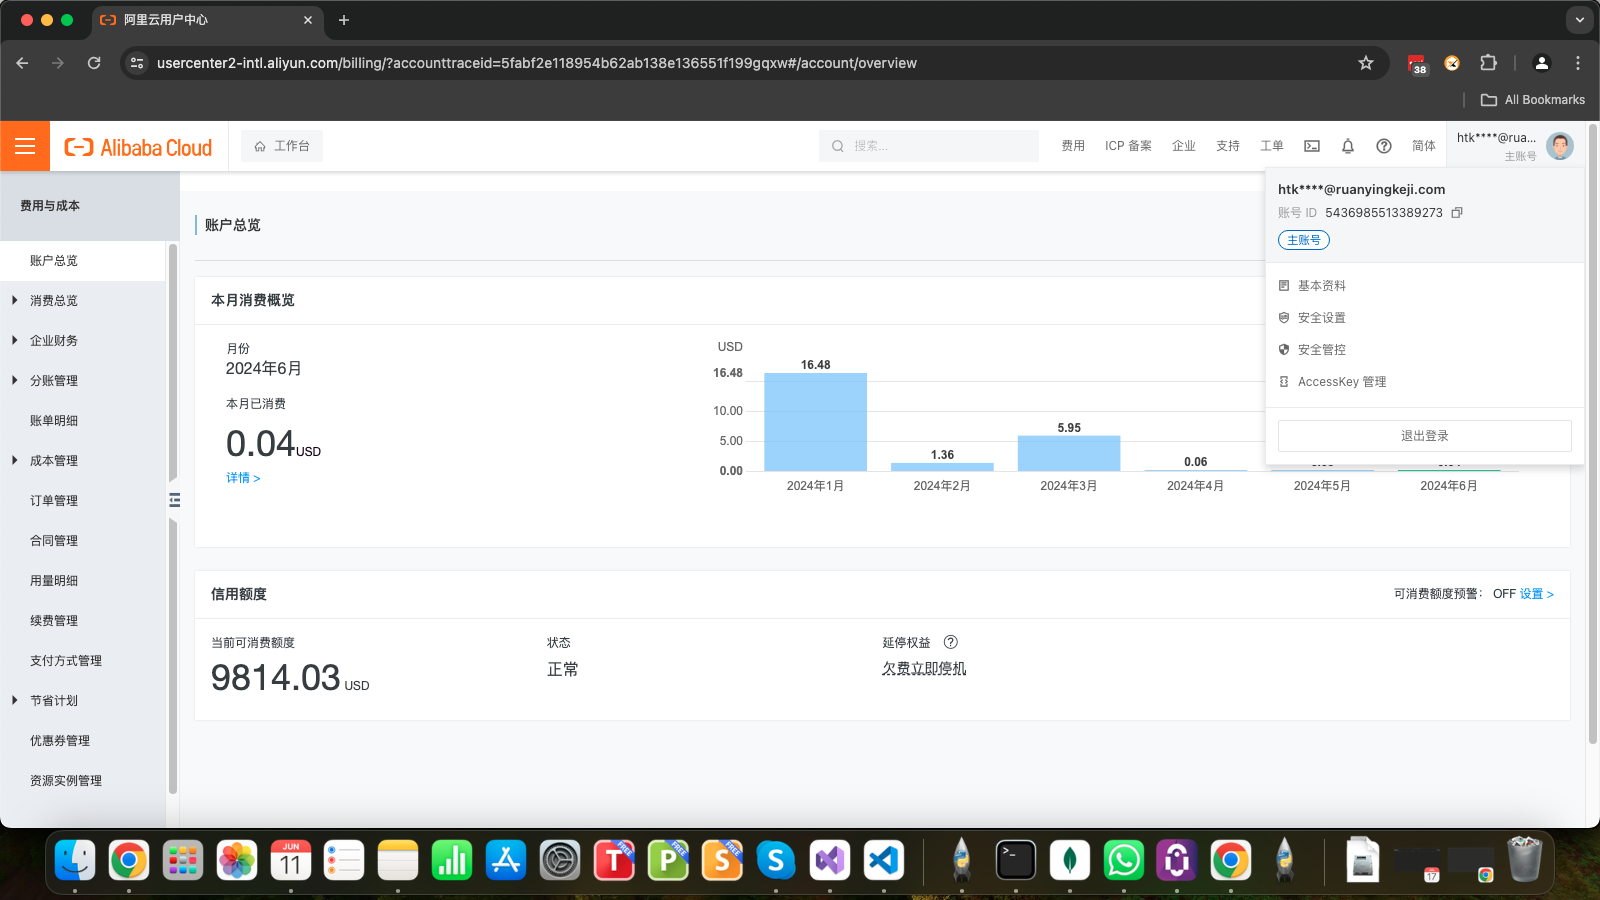 阿里云用户中心
usercenter2-intl.aliyun.com/billing/?accounttraceid=5fabf2e118954b62ab138e136551f199gqxw#/account/overview
38
All Bookmarks
Alibaba Cloud
工作台
搜索...
费用
ICP 备案
企业
支持
工单
简体
htk****@rua...
主账号
htk****@ruanyingkeji.com
账号 ID 5436985513389273
主账号
基本资料
安全设置
安全管控
AccessKey 管理
退出登录
费用与成本
账户总览
消费总览
企业财务
分账管理
账单明细
成本管理
订单管理
合同管理
用量明细
续费管理
支付方式管理
节省计划
优惠券管理
资源实例管理
账户总览
本月消费概览
月份
2024年6月
本月已消费
0.04USD
详情 >
USD
16.48
10.00
5.00
0.00
16.48
1.36
5.95
0.06
2024年1月
2024年2月
2024年3月
2024年4月
2024年5月
2024年6月
信用额度
可消费额度预警： OFF 设置 >
当前可消费额度
9814.03 USD
状态
正常
延停权益
欠费立即停机
JUN
11
T
FREE
P
FREE
S
FREE
S
17